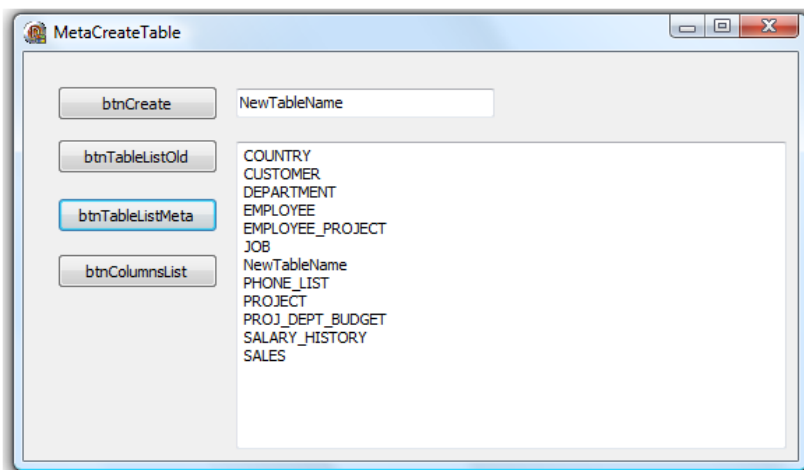 MetaCreateTable
btnCreate
NewTableName
btnTableListOld
btnTableListMeta
btnColumnsList
COUNTRY
CUSTOMER
DEPARTMENT
EMPLOYEE
EMPLOYEE_PROJECT
JOB
NewTableName
PHONE_LIST
PROJECT
PROJ_DEPT_BUDGET
SALARY_HISTORY
SALES